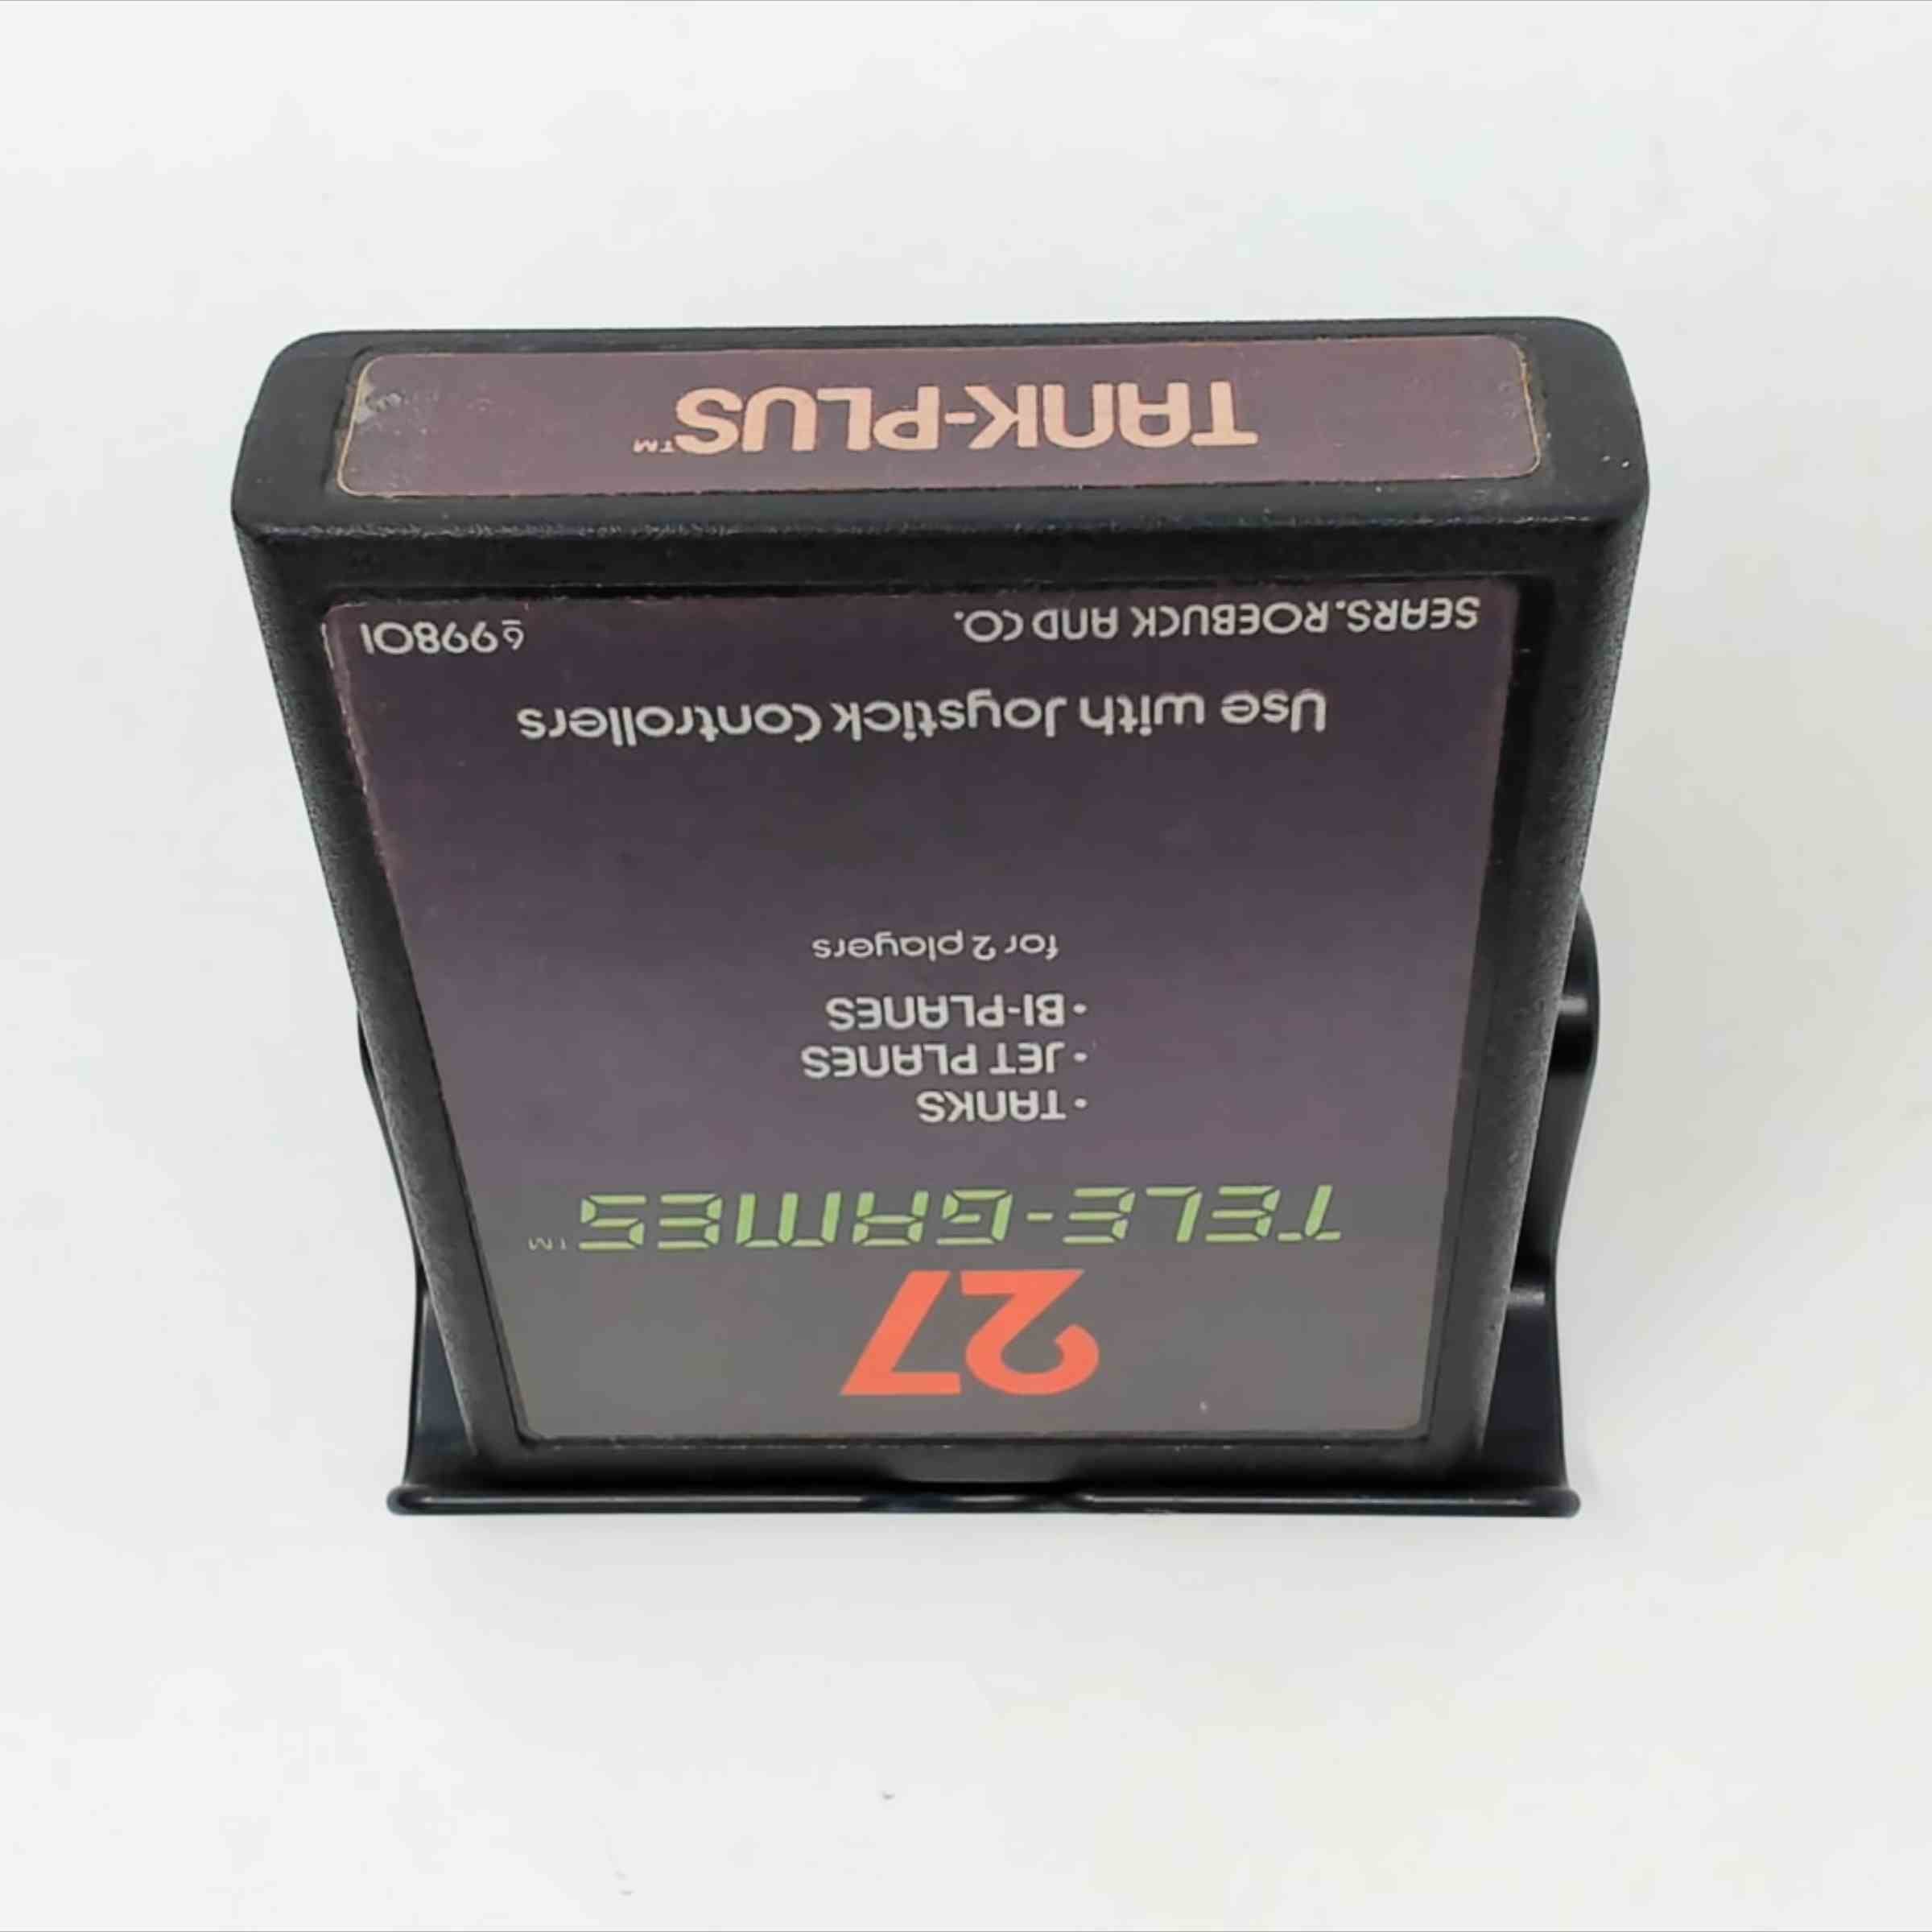 27
TELE-GAMES™
• TANKS
• JET PLANES
• BI-PLANES
for 2 players
Use with Joystick Controllers
SEARS, ROEBUCK AND CO. 6 99801
TANK-PLUS™